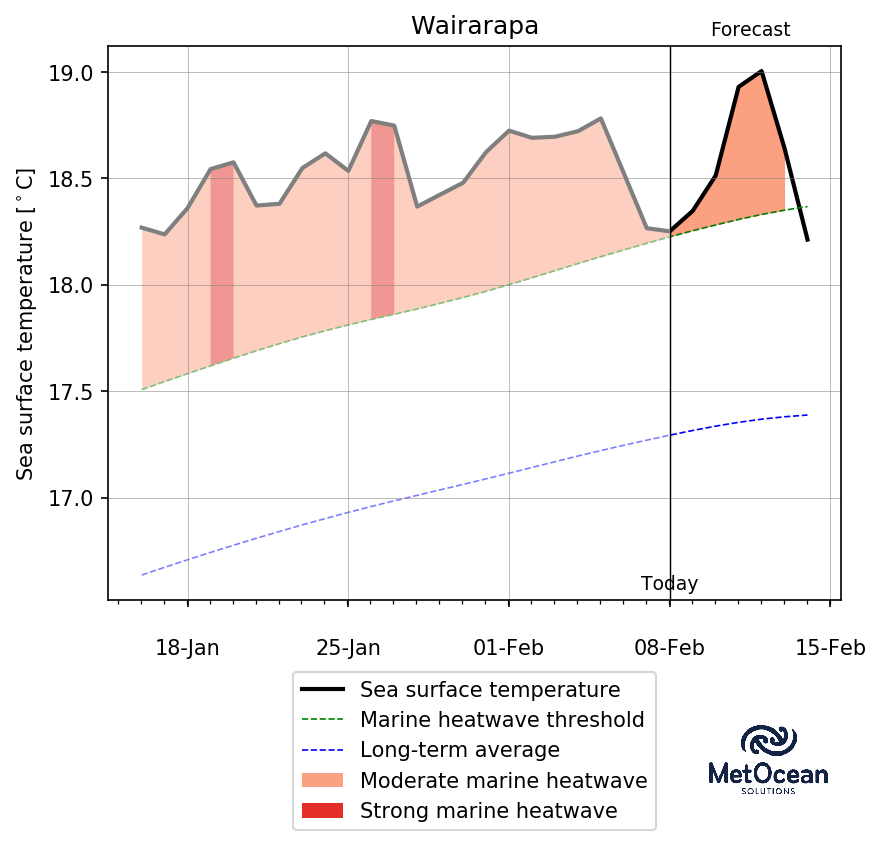 Wairarapa
Forecast
Sea surface temperature [°C]
19.0
18.5
18.0
17.5
17.0
Today
18-Jan 25-Jan 01-Feb 08-Feb 15-Feb
Sea surface temperature
Marine heatwave threshold
Long-term average
Moderate marine heatwave
Strong marine heatwave
MetOcean
SOLUTIONS